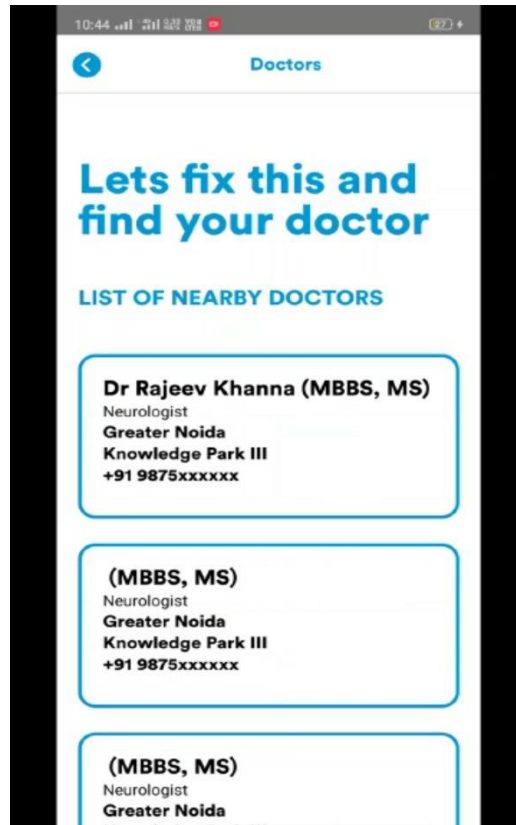 10:44
27
Doctors
Lets fix this and
find your doctor
LIST OF NEARBY DOCTORS
Dr Rajeev Khanna (MBBS, MS)
Neurologist
Greater Noida
Knowledge Park III
+91 9875xxxxxx
(MBBS, MS)
Neurologist
Greater Noida
Knowledge Park III
+91 9875xxxxxx
(MBBS, MS)
Neurologist
Greater Noida